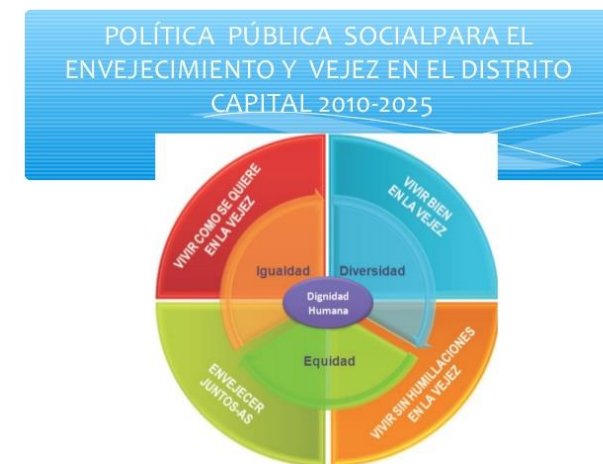 POLÍTICA PÚBLICA SOCIALPARA EL
ENVEJECIMIENTO Y VEJEZ EN EL DISTRITO
CAPITAL 2010-2025
VIVIR COMO SE QUIERE
EN LA VEJEZ
VIVIR BIEN
EN LA VEJEZ
Igualdad
Diversidad
Dignidad
Humana
Equidad
ENVEJECER
JUNTOS-AS
VIVIR SIN HUMILLACIONES
EN LA VEJEZ